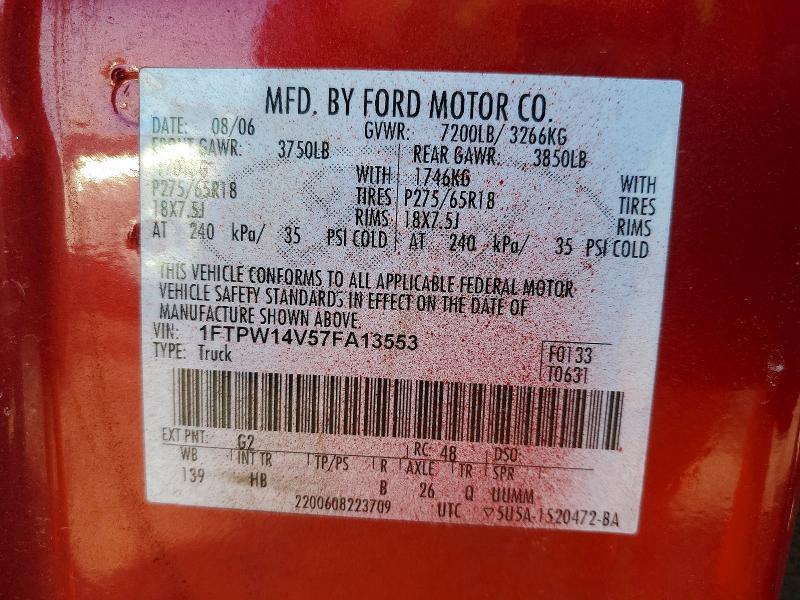 MFD. BY FORD MOTOR CO.
DATE: 08/06 GVWR: 7200LB/ 3266KG
FRONT GAWR: 3750LB REAR GAWR: 3850LB
1701KG WITH 1746KG WITH
P275/65R18 TIRES P275/65R18 TIRES
18X7.5J RIMS 18X7.5J RIMS
AT 240 kPa/ 35 PSI COLD AT 240 kPa/ 35 PSI COLD
THIS VEHICLE CONFORMS TO ALL APPLICABLE FEDERAL MOTOR
VEHICLE SAFETY STANDARDS IN EFFECT ON THE DATE OF
MANUFACTURE SHOWN ABOVE.
VIN: 1FTPW14V57FA13553
TYPE: Truck F0133
T0631
EXT PNT: G2 RC: 48 DSO:
WB INT TR TP/PS R AXLE TR SPR
139 HB B 26 Q UUMM
2200608223709 UTC ▽5U5A-1520472-BA